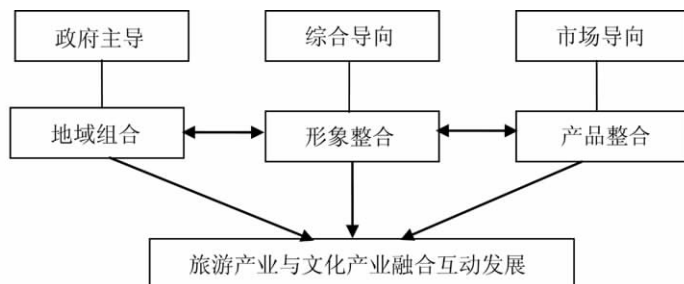 政府主导
综合导向
市场导向
地域组合
形象整合
产品整合
旅游产业与文化产业融合互动发展